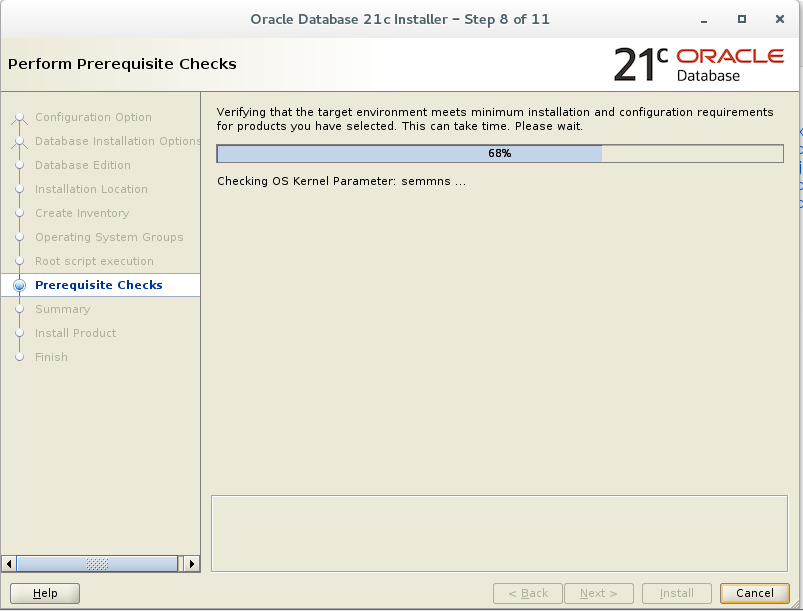 Oracle Database 21c Installer – Step 8 of 11
Perform Prerequisite Checks
21c ORACLE
Database
Configuration Option
Database Installation Options
Database Edition
Installation Location
Create Inventory
Operating System Groups
Root script execution
Prerequisite Checks
Summary
Install Product
Finish
Verifying that the target environment meets minimum installation and configuration requirements
for products you have selected. This can take time. Please wait.
68%
Checking OS Kernel Parameter: semmns ...
Help
< Back
Next >
Install
Cancel